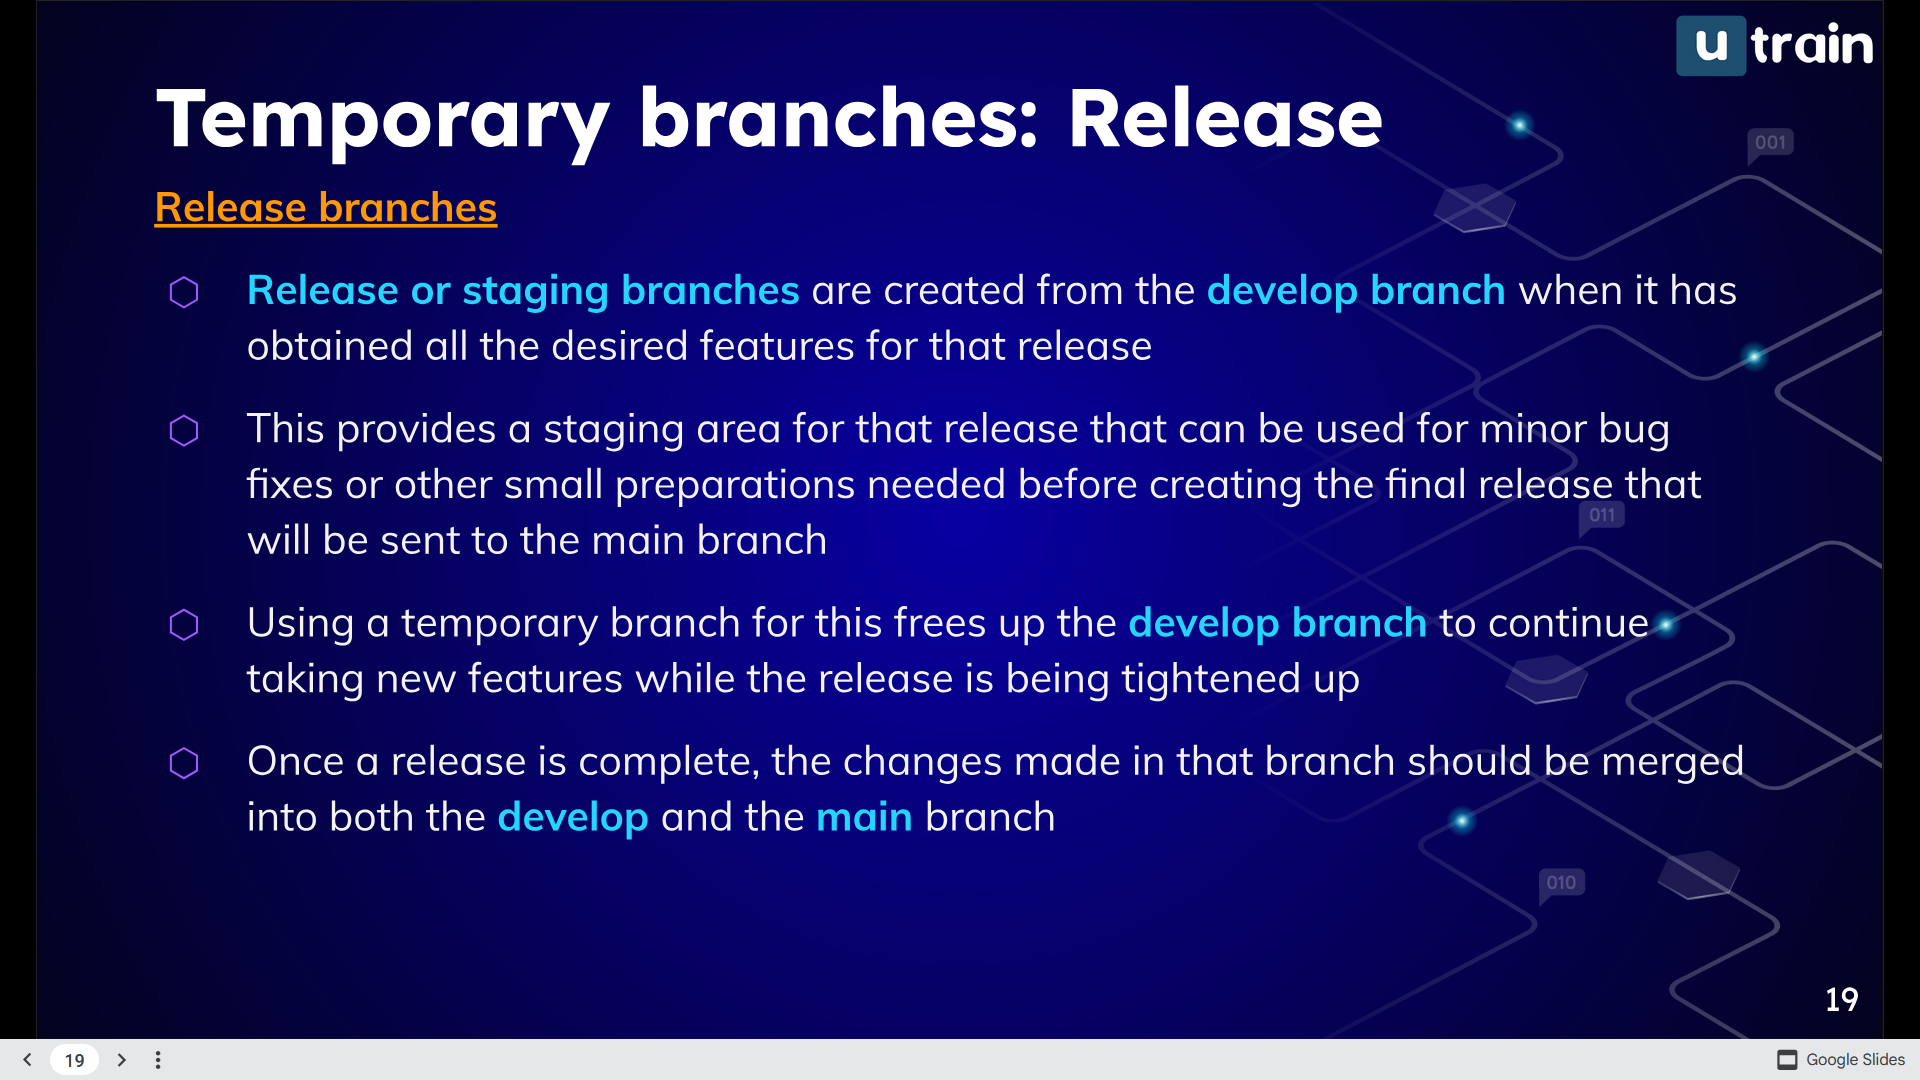 u train
Temporary branches: Release
001
Release branches
Release or staging branches are created from the develop branch when it has
obtained all the desired features for that release
This provides a staging area for that release that can be used for minor bug
fixes or other small preparations needed before creating the final release that
011
will be sent to the main branch
Using a temporary branch for this frees up the develop branch to continue
taking new features while the release is being tightened up
Once a release is complete, the changes made in that branch should be merged
into both the develop and the main branch
010
19
19
Google Slides